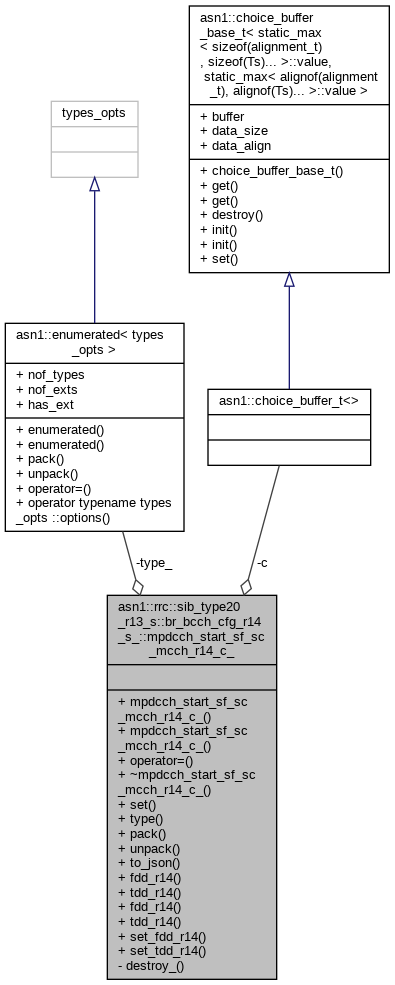 asn1::choice_buffer
_base_t< static_max
< sizeof(alignment_t)
, sizeof(Ts)... >::value,
static_max< alignof(alignment
_t), alignof(Ts)... >::value >
+ buffer
+ data_size
+ data_align
+ choice_buffer_base_t()
+ get()
+ get()
+ destroy()
+ init()
+ init()
+ set()
types_opts
asn1::enumerated< types
_opts >
+ nof_types
+ nof_exts
+ has_ext
+ enumerated()
+ enumerated()
+ pack()
+ unpack()
+ operator=()
+ operator typename types
_opts ::options()
asn1::choice_buffer_t<>
-type_
-c
asn1::rrc::sib_type20
_r13_s::br_bcch_cfg_r14
_s_::mpdcch_start_sf_sc
_mcch_r14_c_
+ mpdcch_start_sf_sc
_mcch_r14_c_()
+ mpdcch_start_sf_sc
_mcch_r14_c_()
+ operator=()
+ ~mpdcch_start_sf_sc
_mcch_r14_c_()
+ set()
+ type()
+ pack()
+ unpack()
+ to_json()
+ fdd_r14()
+ tdd_r14()
+ fdd_r14()
+ tdd_r14()
+ set_fdd_r14()
+ set_tdd_r14()
- destroy_()